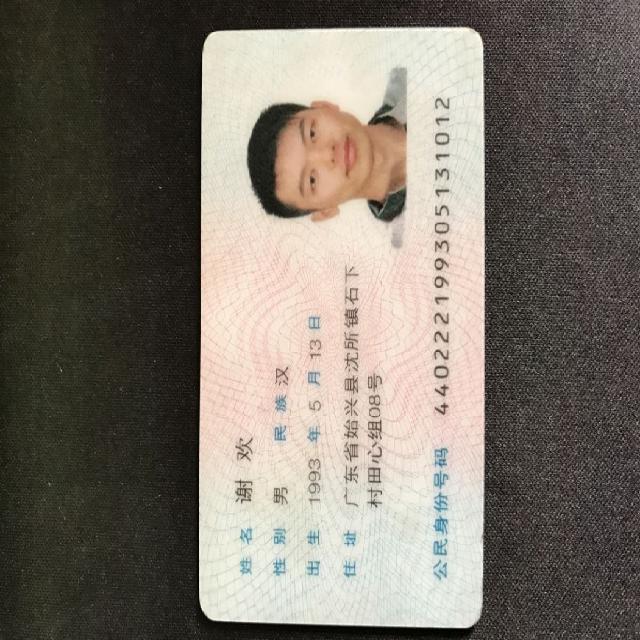 姓名 谢欢
性别 男 民族 汉
出生 1993 年 5 月 13 日
住址 广东省始兴县沈所镇石下
村田心组08号
公民身份号码 440222199305131012